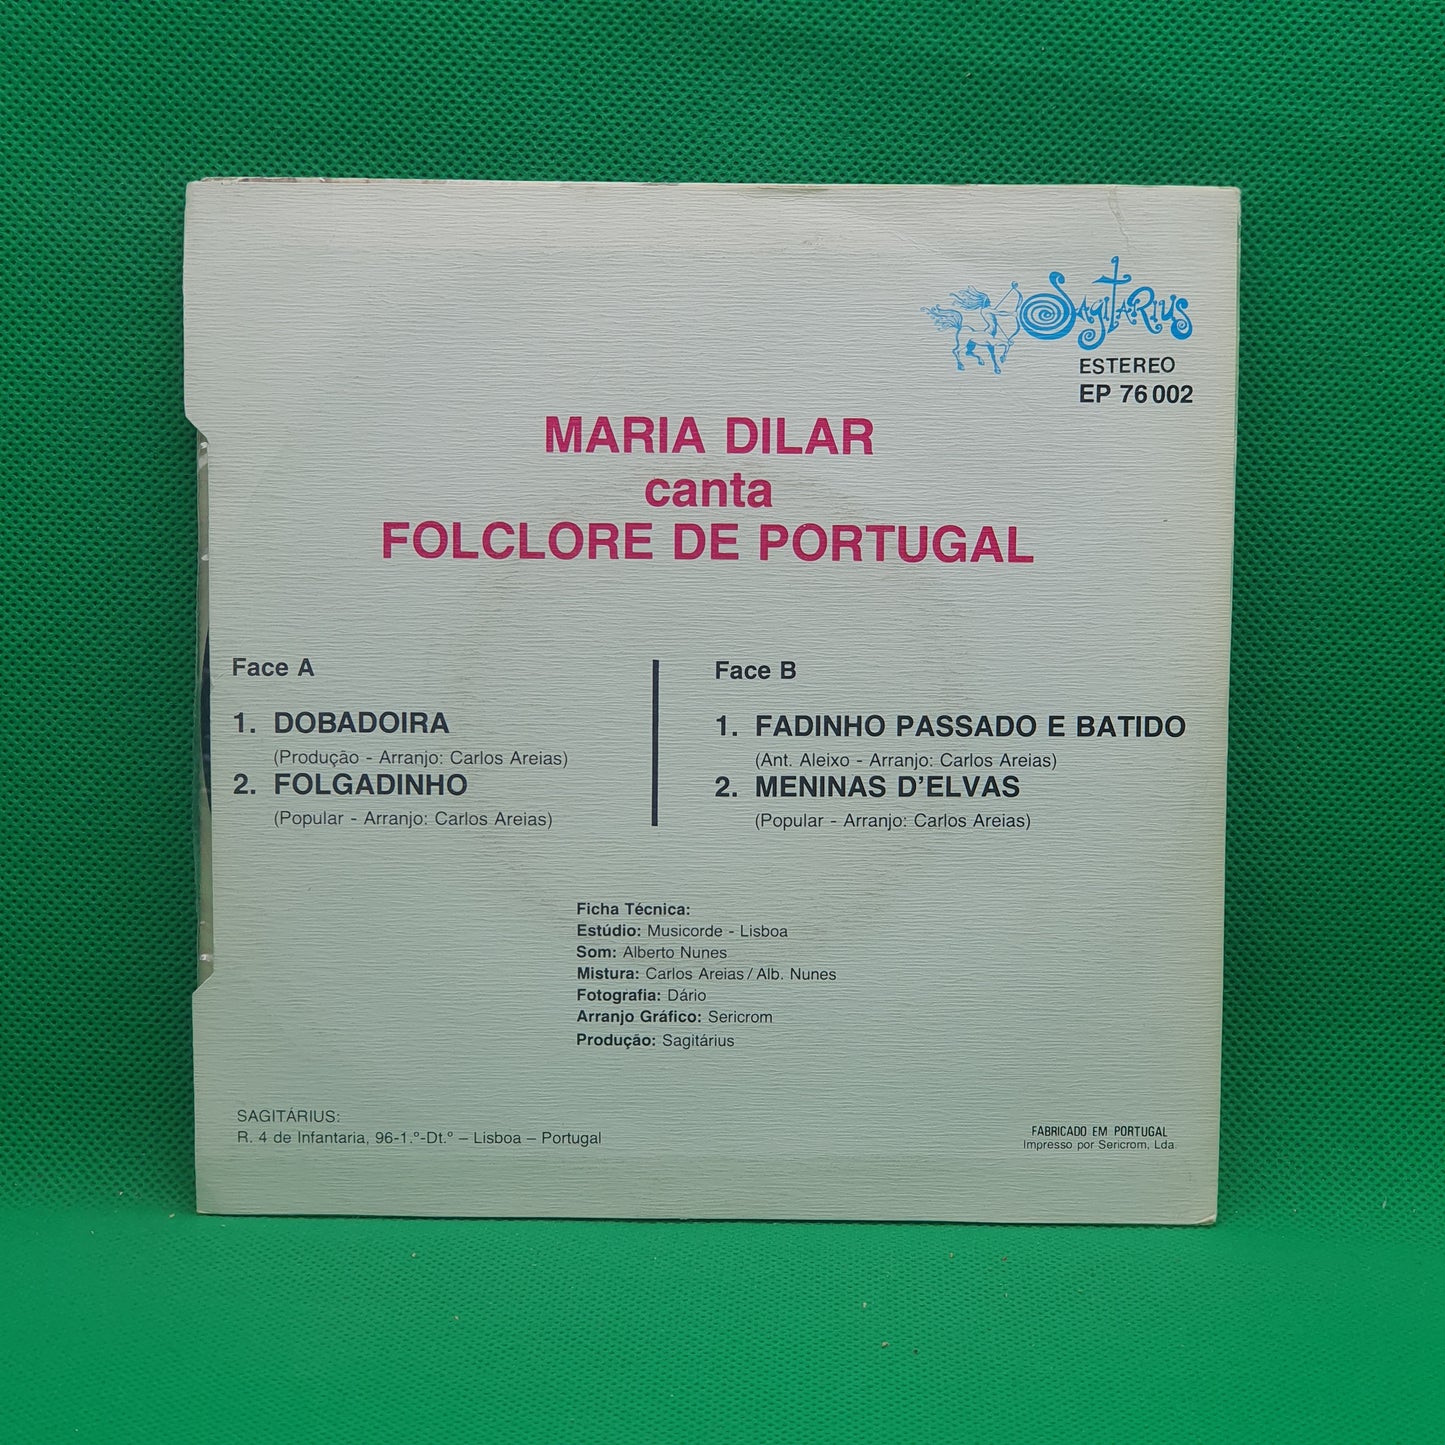 Sagitarius
ESTEREO
EP 76 002
MARIA DILAR
canta
FOLCLORE DE PORTUGAL
Face A
1. DOBADOIRA
(Produção - Arranjo: Carlos Areias)
2. FOLGADINHO
(Popular - Arranjo: Carlos Areias)
Face B
1. FADINHO PASSADO E BATIDO
(Ant. Aleixo - Arranjo: Carlos Areias)
2. MENINAS D'ELVAS
(Popular - Arranjo: Carlos Areias)
Ficha Técnica:
Estúdio: Musicorde - Lisboa
Som: Alberto Nunes
Mistura: Carlos Areias / Alb. Nunes
Fotografia: Dário
Arranjo Gráfico: Sericrom
Produção: Sagitárius
SAGITÁRIUS:
R. 4 de Infantaria, 96-1.º-Dt.º – Lisboa – Portugal
FABRICADO EM PORTUGAL
Impresso por Sericrom, Lda.